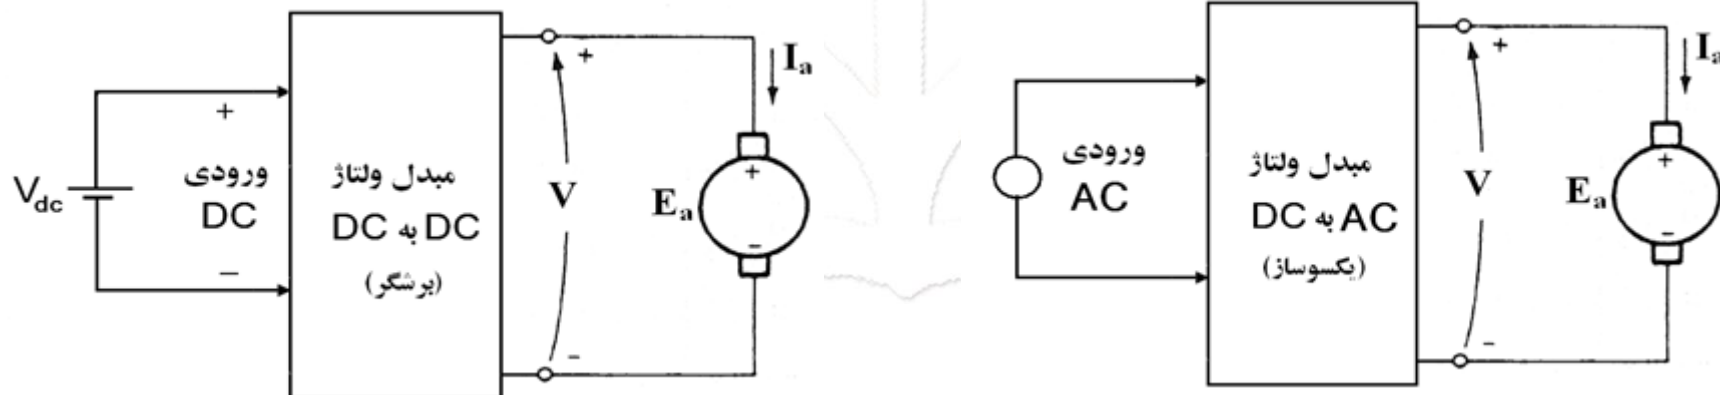 V_dc
+
ورودی
DC
−
مبدل ولتاژ
DC به DC
(برشگر)
+
V
-
I_a
E_a
+
-
ورودی
AC
مبدل ولتاژ
AC به DC
(یکسوساز)
+
V
-
I_a
E_a
+
-